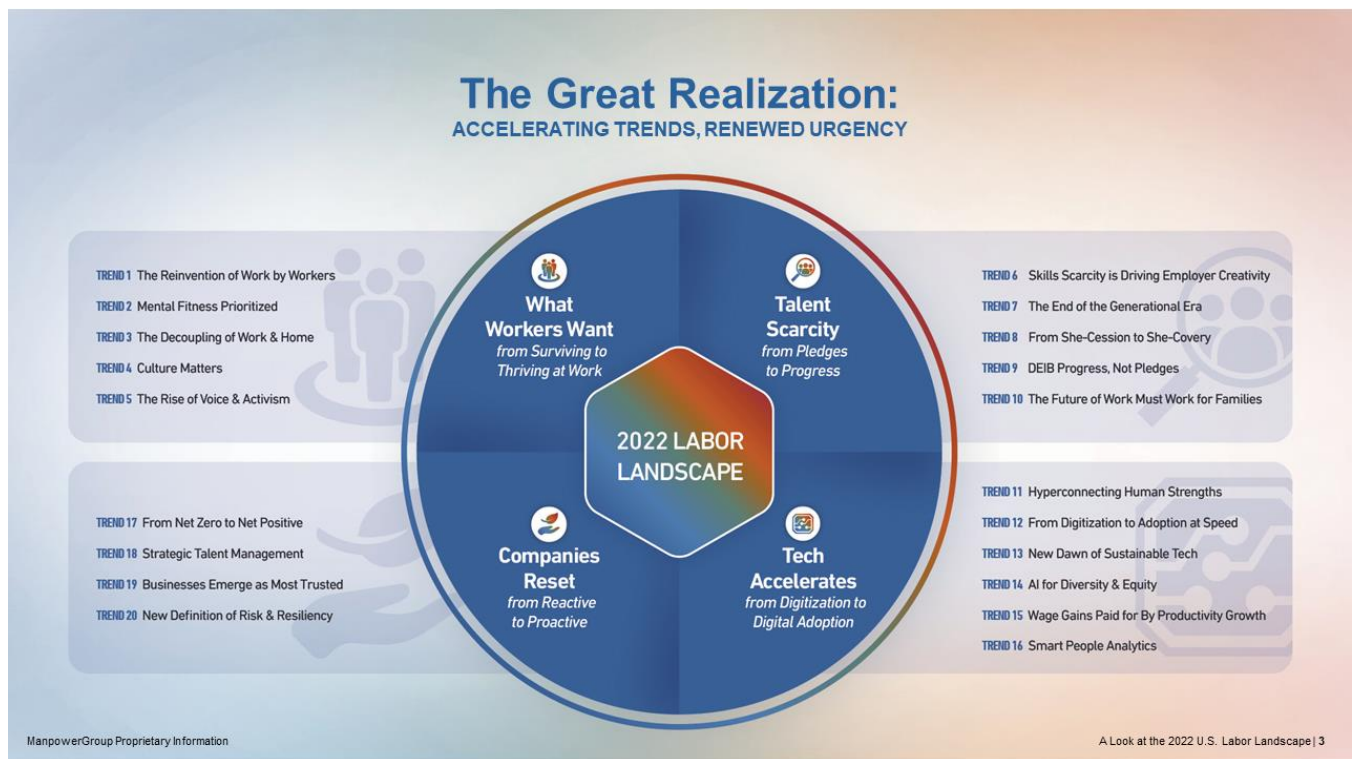 The Great Realization:
ACCELERATING TRENDS, RENEWED URGENCY
TREND 1 The Reinvention of Work by Workers
TREND 2 Mental Fitness Prioritized
TREND 3 The Decoupling of Work & Home
TREND 4 Culture Matters
TREND 5 The Rise of Voice & Activism
What
Workers Want
from Surviving to
Thriving at Work
Talent
Scarcity
from Pledges
to Progress
TREND 6 Skills Scarcity is Driving Employer Creativity
TREND 7 The End of the Generational Era
TREND 8 From She-Cession to She-Covery
TREND 9 DEIB Progress, Not Pledges
TREND 10 The Future of Work Must Work for Families
2022 LABOR
LANDSCAPE
TREND 17 From Net Zero to Net Positive
TREND 18 Strategic Talent Management
TREND 19 Businesses Emerge as Most Trusted
TREND 20 New Definition of Risk & Resiliency
Companies
Reset
from Reactive
to Proactive
Tech
Accelerates
from Digitization to
Digital Adoption
TREND 11 Hyperconnecting Human Strengths
TREND 12 From Digitization to Adoption at Speed
TREND 13 New Dawn of Sustainable Tech
TREND 14 AI for Diversity & Equity
TREND 15 Wage Gains Paid for By Productivity Growth
TREND 16 Smart People Analytics
ManpowerGroup Proprietary Information
A Look at the 2022 U.S. Labor Landscape | 3